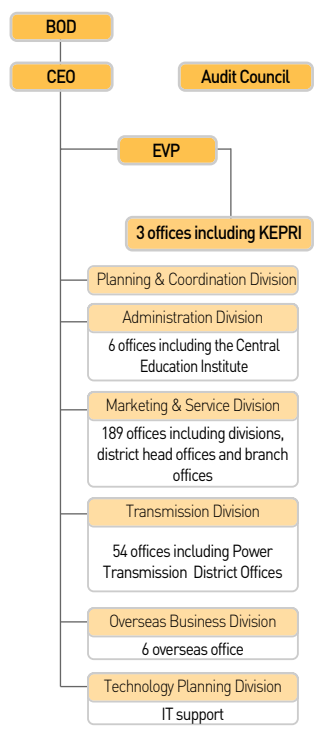 BOD
CEO
Audit Council
EVP
3 offices including KEPRI
Planning & Coordination Division
Administration Division
6 offices including the Central
Education Institute
Marketing & Service Division
189 offices including divisions,
district head offices and branch
offices
Transmission Division
54 offices including Power
Transmission District Offices
Overseas Business Division
6 overseas office
Technology Planning Division
IT support